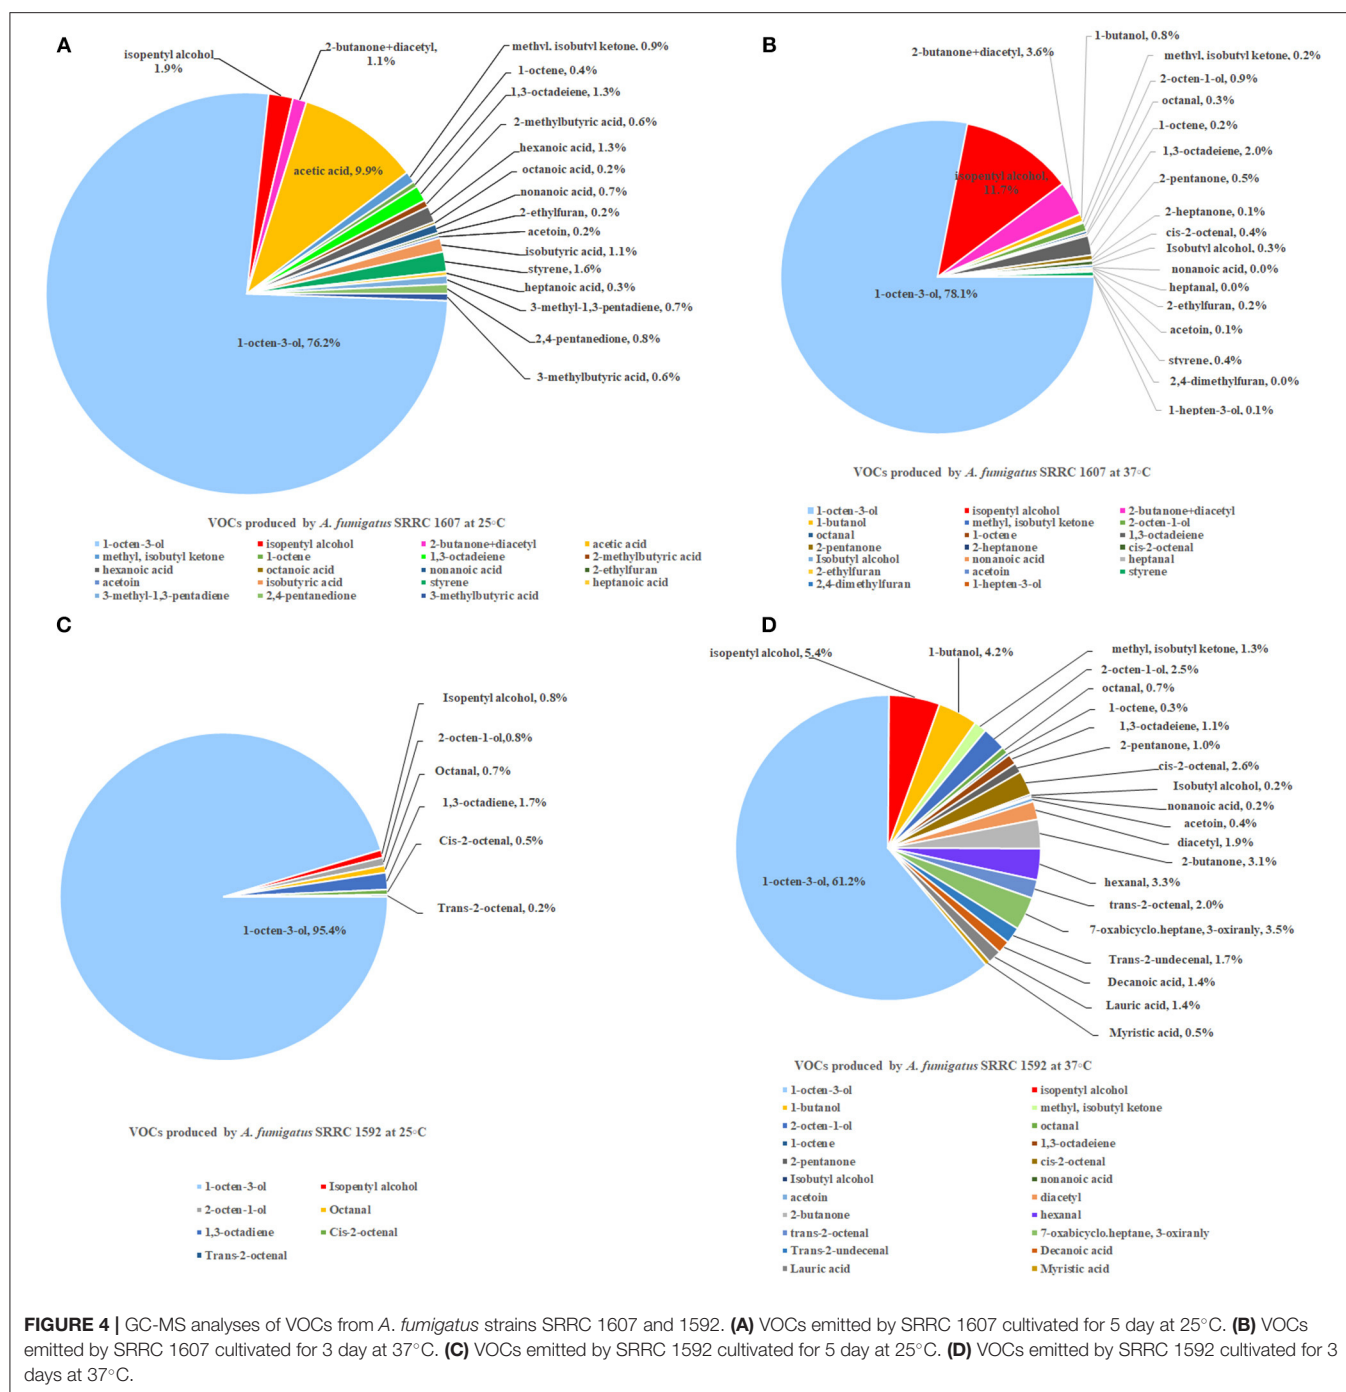 A
isopentyl alcohol
1.9%
2-butanone+diacetyl,
1.1%
methyl. isobutyl ketone. 0.9%
1-octene, 0.4%
1,3-octadeiene, 1.3%
2-methylbutyric acid, 0.6%
hexanoic acid, 1.3%
octanoic acid, 0.2%
nonanoic acid, 0.7%
2-ethylfuran, 0.2%
acetoin, 0.2%
isobutyric acid, 1.1%
styrene, 1.6%
heptanoic acid, 0.3%
3-methyl-1,3-pentadiene, 0.7%
2,4-pentanedione, 0.8%
3-methylbutyric acid, 0.6%
acetic acid, 9.9%
1-octen-3-ol, 76.2%
VOCs produced by A. fumigatus SRRC 1607 at 25◦C
1-octen-3-ol isopentyl alcohol 2-butanone+diacetyl acetic acid
methyl, isobutyl ketone 1-octene 1,3-octadeiene 2-methylbutyric acid
hexanoic acid octanoic acid nonanoic acid 2-ethylfuran
acetoin isobutyric acid styrene heptanoic acid
3-methyl-1,3-pentadiene 2,4-pentanedione 3-methylbutyric acid
B
2-butanone+diacetyl, 3.6%
1-butanol, 0.8%
methyl, isobutyl ketone, 0.2%
2-octen-1-ol, 0.9%
octanal, 0.3%
1-octene, 0.2%
1,3-octadeiene, 2.0%
2-pentanone, 0.5%
2-heptanone, 0.1%
cis-2-octenal, 0.4%
Isobutyl alcohol, 0.3%
nonanoic acid, 0.0%
heptanal, 0.0%
2-ethylfuran, 0.2%
acetoin, 0.1%
styrene, 0.4%
2,4-dimethylfuran, 0.0%
1-hepten-3-ol, 0.1%
isopentyl alcohol,
11.7%
1-octen-3-ol, 78.1%
VOCs produced by A. fumigatus SRRC 1607 at 37◦C
1-octen-3-ol isopentyl alcohol 2-butanone+diacetyl
1-butanol methyl, isobutyl ketone 2-octen-1-ol
octanal 1-octene 1,3-octadeiene
2-pentanone 2-heptanone cis-2-octenal
Isobutyl alcohol nonanoic acid heptanal
2-ethylfuran acetoin styrene
2,4-dimethylfuran 1-hepten-3-ol
C
Isopentyl alcohol, 0.8%
2-octen-1-ol,0.8%
Octanal, 0.7%
1,3-octadiene, 1.7%
Cis-2-octenal, 0.5%
Trans-2-octenal, 0.2%
1-octen-3-ol, 95.4%
VOCs produced by A. fumigatus SRRC 1592 at 25◦C
1-octen-3-ol Isopentyl alcohol
2-octen-1-ol Octanal
1,3-octadiene Cis-2-octenal
Trans-2-octenal
D
isopentyl alcohol, 5.4%
1-butanol, 4.2%
methyl, isobutyl ketone, 1.3%
2-octen-1-ol, 2.5%
octanal, 0.7%
1-octene, 0.3%
1,3-octadeiene, 1.1%
2-pentanone, 1.0%
cis-2-octenal, 2.6%
Isobutyl alcohol, 0.2%
nonanoic acid, 0.2%
acetoin, 0.4%
diacetyl, 1.9%
2-butanone, 3.1%
hexanal, 3.3%
trans-2-octenal, 2.0%
7-oxabicyclo.heptane, 3-oxiranly, 3.5%
Trans-2-undecenal, 1.7%
Decanoic acid, 1.4%
Lauric acid, 1.4%
Myristic acid, 0.5%
1-octen-3-ol, 61.2%
VOCs produced by A. fumigatus SRRC 1592 at 37◦C
1-octen-3-ol isopentyl alcohol
1-butanol methyl, isobutyl ketone
2-octen-1-ol octanal
1-octene 1,3-octadeiene
2-pentanone cis-2-octenal
Isobutyl alcohol nonanoic acid
acetoin diacetyl
2-butanone hexanal
trans-2-octenal 7-oxabicyclo.heptane, 3-oxiranly
Trans-2-undecenal Decanoic acid
Lauric acid Myristic acid
FIGURE 4 | GC-MS analyses of VOCs from A. fumigatus strains SRRC 1607 and 1592. (A) VOCs emitted by SRRC 1607 cultivated for 5 day at 25°C. (B) VOCs
emitted by SRRC 1607 cultivated for 3 day at 37°C. (C) VOCs emitted by SRRC 1592 cultivated for 5 day at 25°C. (D) VOCs emitted by SRRC 1592 cultivated for 3
days at 37°C.